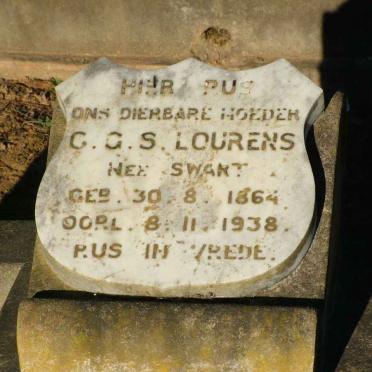 HIER RUS
ONS DIERBARE MOEDER
G. G. S. LOURENS
NEE SWART
GEB. 30. 8. 1864
OORL. 8. 11. 1938.
RUS IN VREDE.